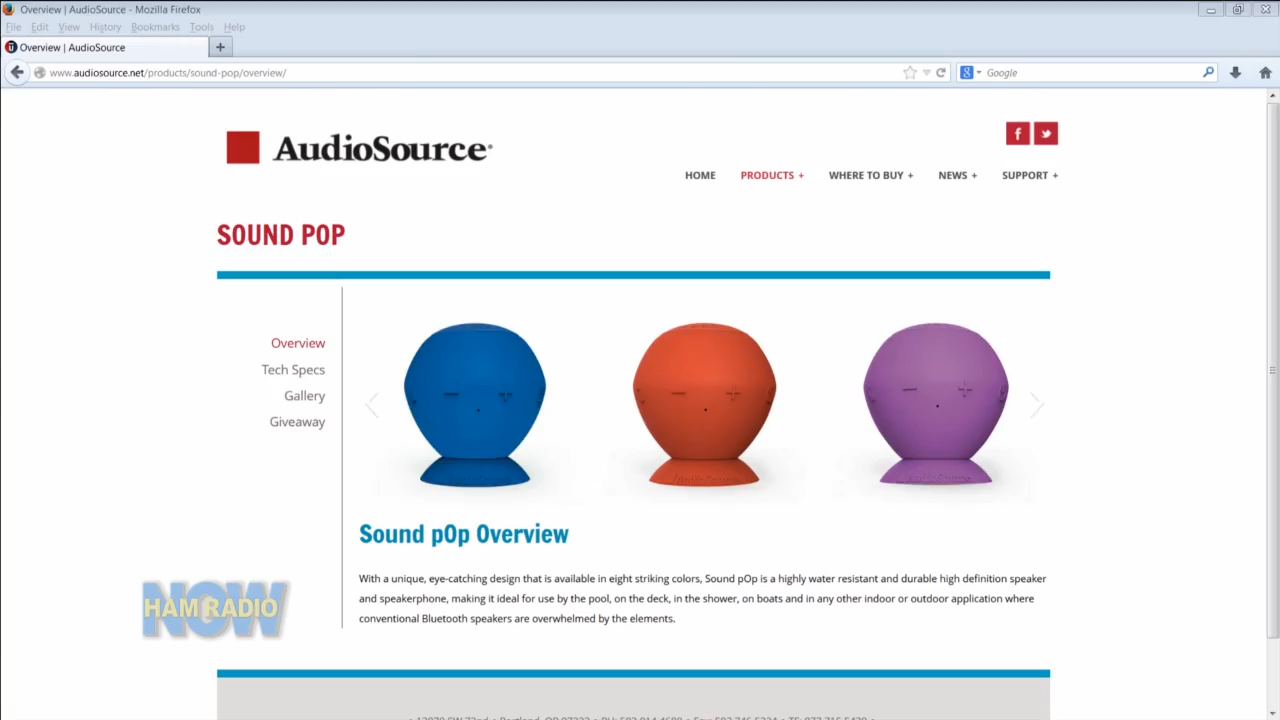 Overview | AudioSource - Mozilla Firefox
File Edit View History Bookmarks Tools Help
Overview | AudioSource
www.audiosource.net/products/sound-pop/overview/
Google
AudioSource
HOME PRODUCTS + WHERE TO BUY + NEWS + SUPPORT +
SOUND POP
Overview
Tech Specs
Gallery
Giveaway
Sound pOp Overview
With a unique, eye-catching design that is available in eight striking colors, Sound pOp is a highly water resistant and durable high definition speaker
and speakerphone, making it ideal for use by the pool, on the deck, in the shower, on boats and in any other indoor or outdoor application where
conventional Bluetooth speakers are overwhelmed by the elements.
NOW
HAM RADIO